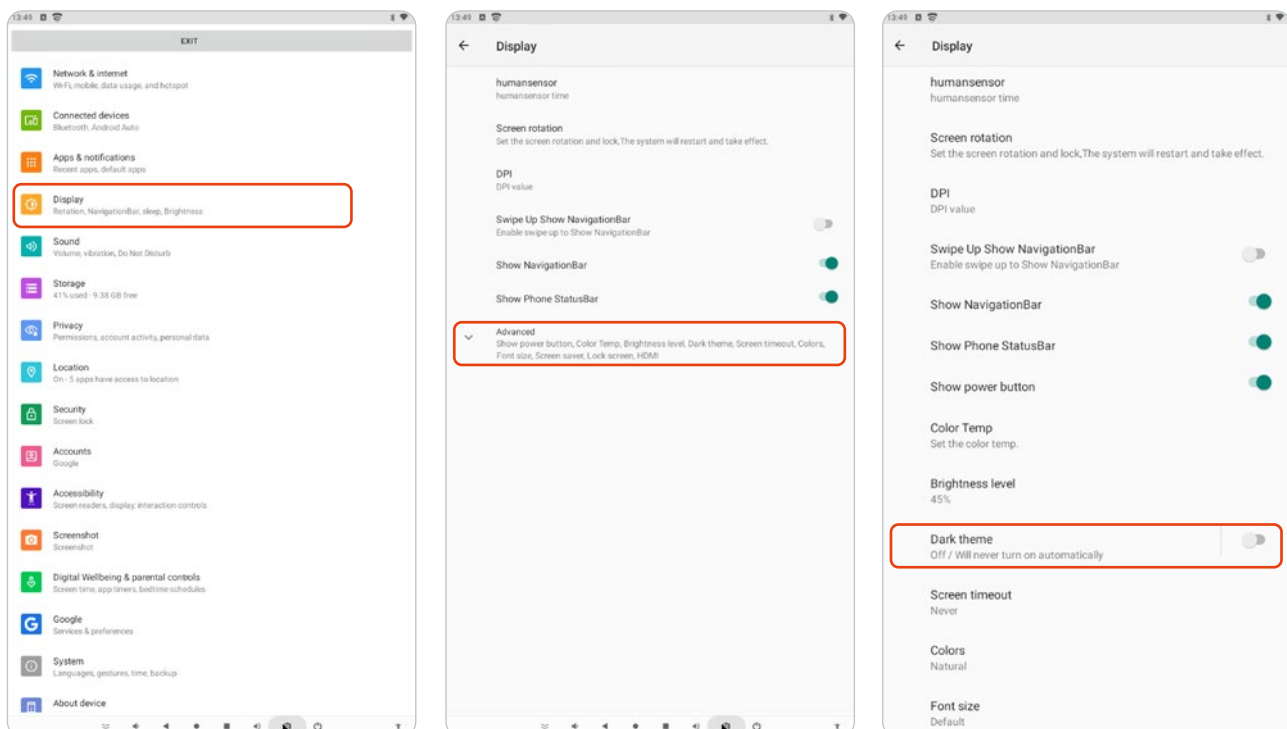 13:49
EXIT
Network & internet
Wi-Fi, mobile, data usage, and hotspot
Connected devices
Bluetooth, Android Auto
Apps & notifications
Recent apps, default apps
Display
Rotation, NavigationBar, sleep, Brightness
Sound
Volume, vibration, Do Not Disturb
Storage
41% used - 9.38 GB free
Privacy
Permissions, account activity, personal data
Location
On - 5 apps have access to location
Security
Screen lock
Accounts
Google
Accessibility
Screen readers, display, interaction controls
Screenshot
Screenshot
Digital Wellbeing & parental controls
Screen time, app timers, bedtime schedules
Google
Services & preferences
System
Languages, gestures, time, backup
About device
13:49
Display
humansensor
humansensor time
Screen rotation
Set the screen rotation and lock,The system will restart and take effect.
DPI
DPI value
Swipe Up Show NavigationBar
Enable swipe up to Show NavigationBar
Show NavigationBar
Show Phone StatusBar
Advanced
Show power button, Color Temp, Brightness level, Dark theme, Screen timeout, Colors,
Font size, Screen saver, Lock screen, HDMI
13:49
Display
humansensor
humansensor time
Screen rotation
Set the screen rotation and lock,The system will restart and take effect.
DPI
DPI value
Swipe Up Show NavigationBar
Enable swipe up to Show NavigationBar
Show NavigationBar
Show Phone StatusBar
Show power button
Color Temp
Set the color temp.
Brightness level
45%
Dark theme
Off / Will never turn on automatically
Screen timeout
Never
Colors
Natural
Font size
Default